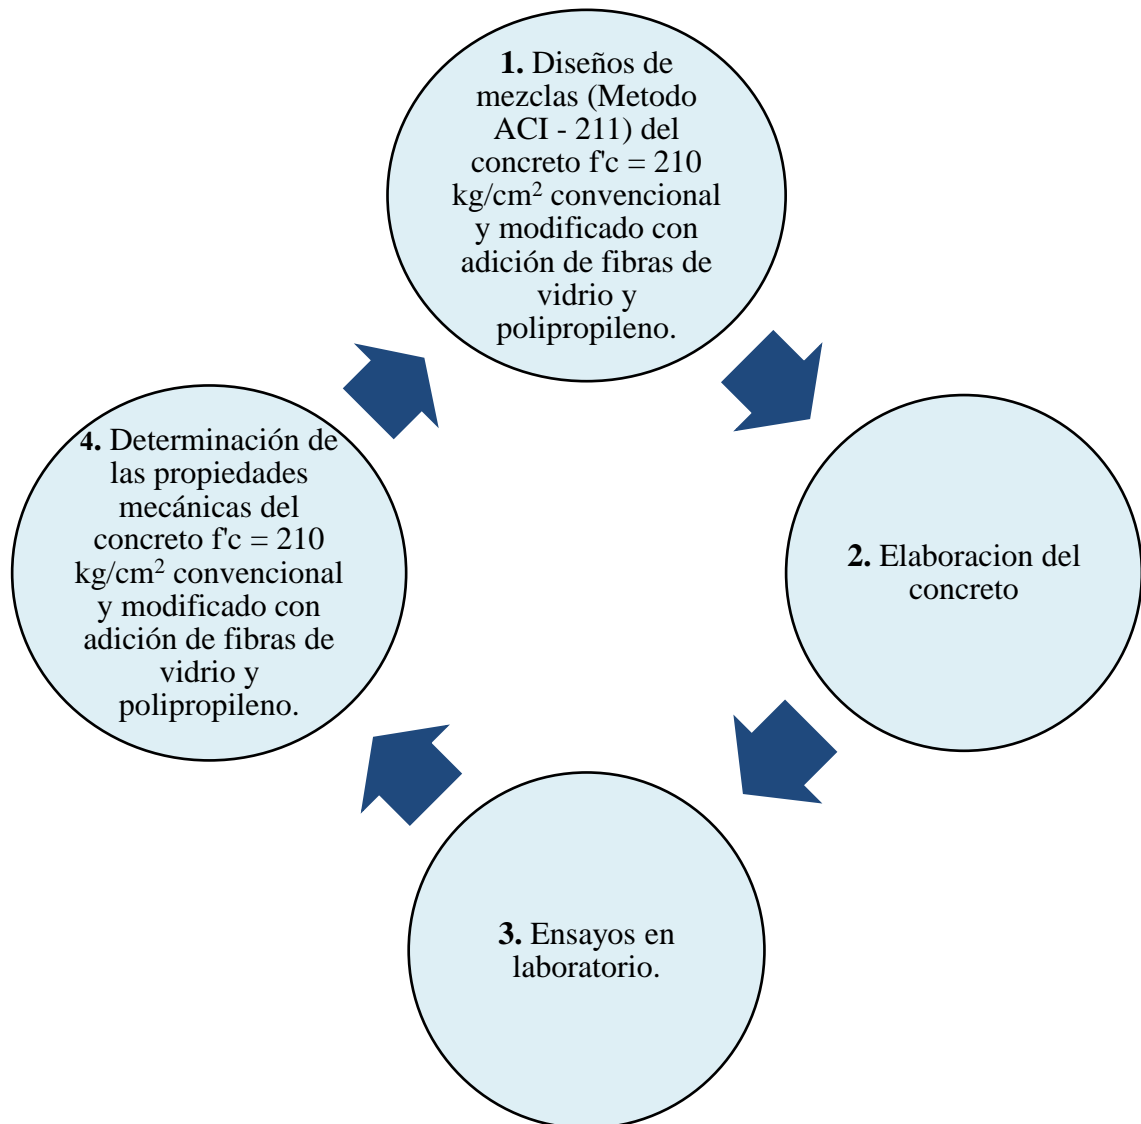 1. Diseños de
mezclas (Metodo
ACI - 211) del
concreto f'c = 210
kg/cm² convencional
y modificado con
adición de fibras de
vidrio y
polipropileno.
2. Elaboracion del
concreto
3. Ensayos en
laboratorio.
4. Determinación de
las propiedades
mecánicas del
concreto f'c = 210
kg/cm² convencional
y modificado con
adición de fibras de
vidrio y
polipropileno.